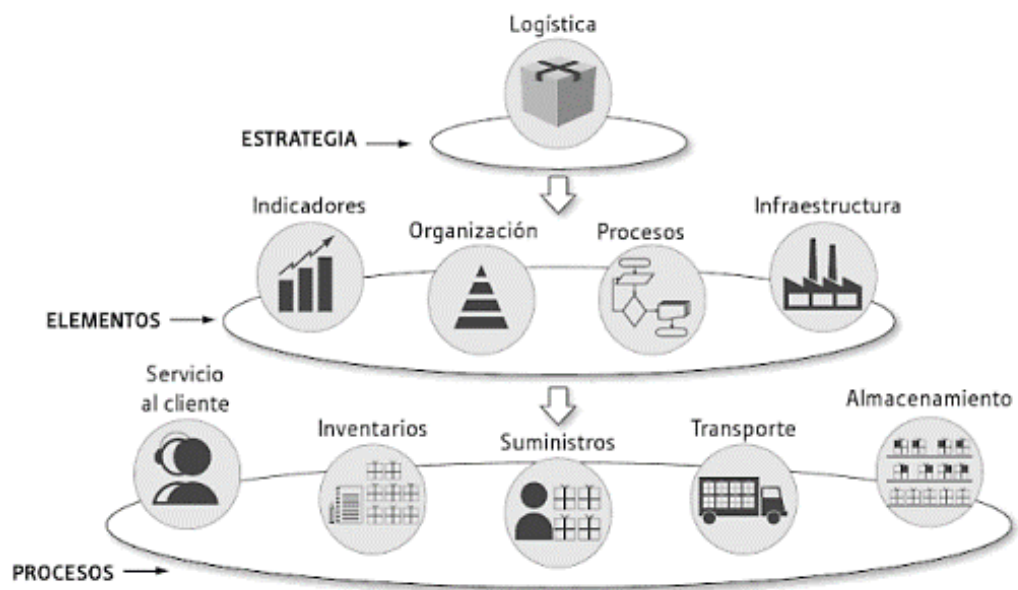 Logística
ESTRATEGIA
Indicadores
Organización
Procesos
Infraestructura
ELEMENTOS
Servicio
al cliente
Inventarios
Suministros
Transporte
Almacenamiento
PROCESOS